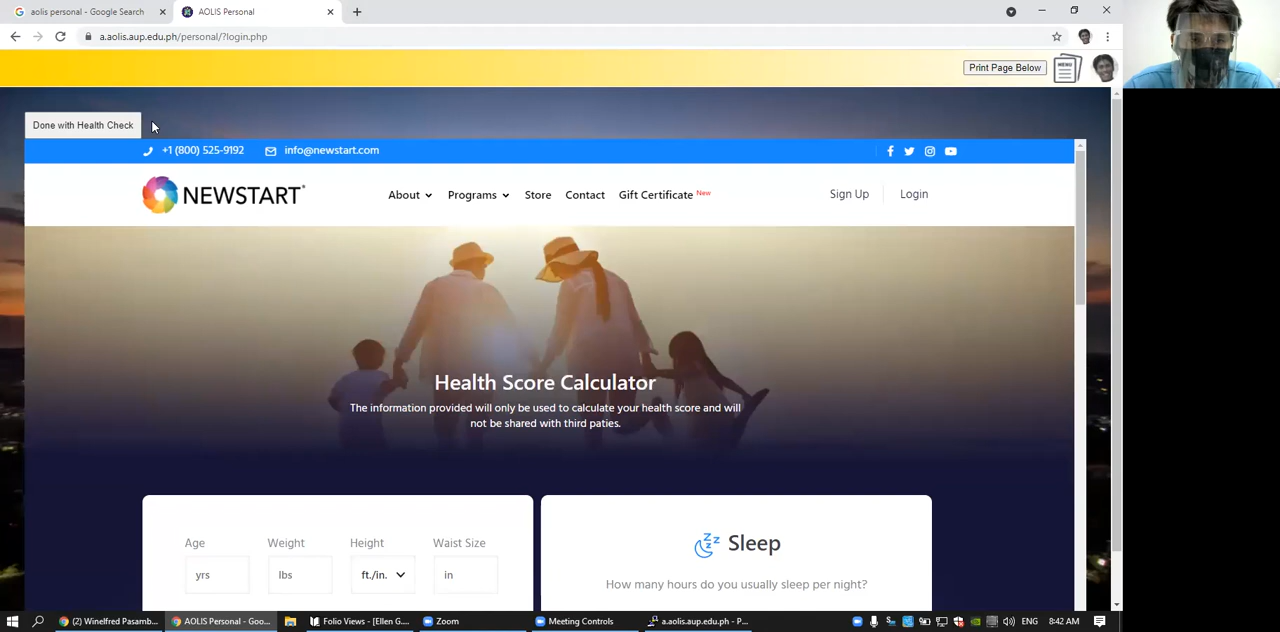 aolis personal - Google Search
AOLIS Personal
a.aolis.aup.edu.ph/personal/?login.php
Print Page Below
MENU
Done with Health Check
+1 (800) 525-9192
info@newstart.com
NEWSTART®
About
Programs
Store
Contact
Gift Certificate New
Sign Up
Login
Health Score Calculator
The information provided will only be used to calculate your health score and will
not be shared with third paties.
Age
Weight
Height
Waist Size
yrs
lbs
ft./in.
in
Sleep
How many hours do you usually sleep per night?
(2) Winelfred Pasamb...
AOLIS Personal - Goo...
Folio Views - [Ellen G...
Zoom
Meeting Controls
a.aolis.aup.edu.ph - P...
ENG
8:42 AM